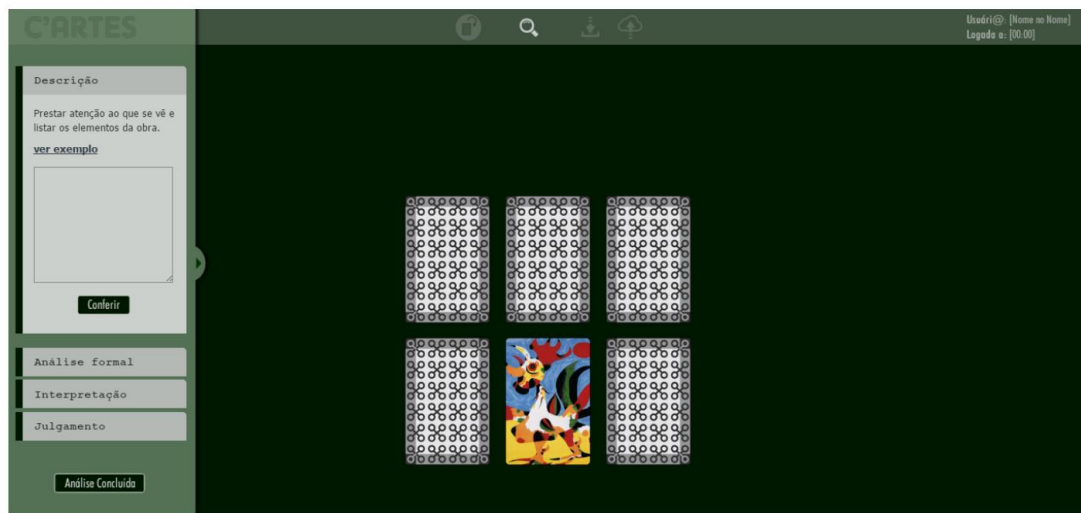 C'ARTES
Usuári@: [Nome no Nome]
Logado a: [00:00]
Descrição
Prestar atenção ao que se vê e
listar os elementos da obra.
ver exemplo
Conferir
Análise formal
Interpretação
Julgamento
Análise Concluída